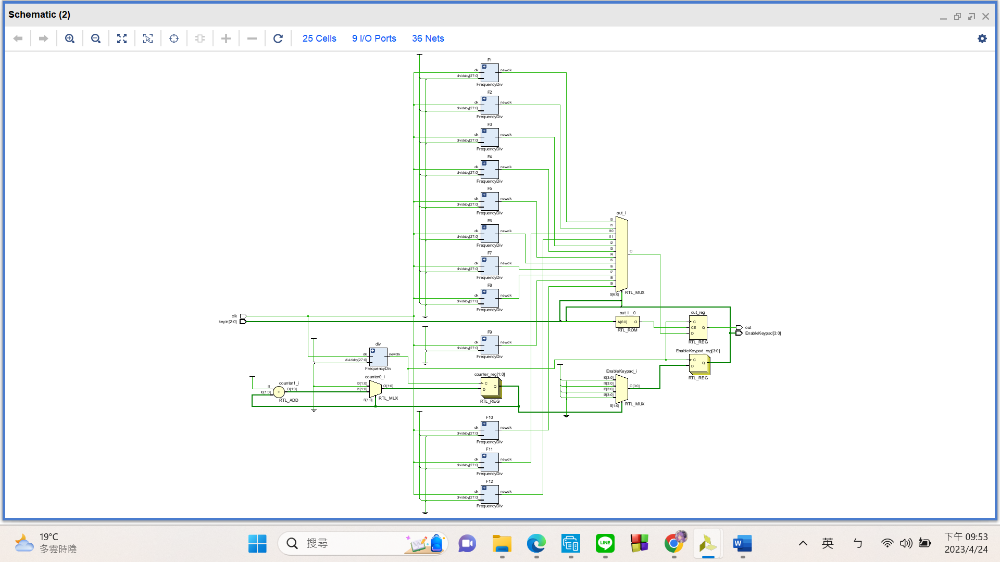 Schematic (2)
25 Cells 9 I/O Ports 36 Nets
F1
clk newclk
divideby[27:0]
FrequencyDiv
F2
clk newclk
divideby[27:0]
FrequencyDiv
F3
clk newclk
divideby[27:0]
FrequencyDiv
F4
clk newclk
divideby[27:0]
FrequencyDiv
F5
clk newclk
divideby[27:0]
FrequencyDiv
F6
clk newclk
divideby[27:0]
FrequencyDiv
F7
clk newclk
divideby[27:0]
FrequencyDiv
F8
clk newclk
divideby[27:0]
FrequencyDiv
out_i
I0
I1
I10
I11
I2
I3
I4
I5
I6
I7
I8
I9
O
S[6:0]
RTL_MUX
clk
keyin[2:0]
out_i__0
A[6:0] O
RTL_ROM
out_reg
C
CE Q
D
RTL_REG
out
EnableKeypad[3:0]
F9
clk newclk
divideby[27:0]
FrequencyDiv
div
clk newclk
divideby[27:0]
FrequencyDiv
EnableKeypad_reg[3:0]
C Q
D
RTL_REG
counter1_i
I1
I0[1:0]
+
O[1:0]
RTL_ADD
counter0_i
I0[1:0]
I1[1:0]
O[1:0]
S[1:0]
RTL_MUX
counter_reg[1:0]
C Q
D
RTL_REG
EnableKeypad_i
I0[3:0]
I1[3:0]
I2[3:0]
I3[3:0]
O[3:0]
S[1:0]
RTL_MUX
F10
clk newclk
divideby[27:0]
FrequencyDiv
F11
clk newclk
divideby[27:0]
FrequencyDiv
F12
clk newclk
divideby[27:0]
FrequencyDiv
19°C
多雲時陰
搜尋
LINE
W
英
ㄅ
下午 09:53
2023/4/24